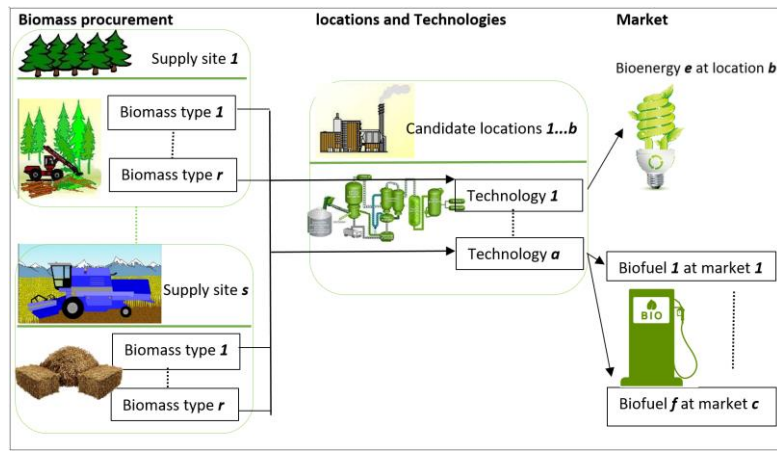 Biomass procurement
locations and Technologies
Market
Supply site 1
Biomass type 1
Biomass type r
Supply site s
Biomass type 1
Biomass type r
Candidate locations 1...b
Technology 1
Technology a
Bioenergy e at location b
Biofuel 1 at market 1
BIO
Biofuel f at market c